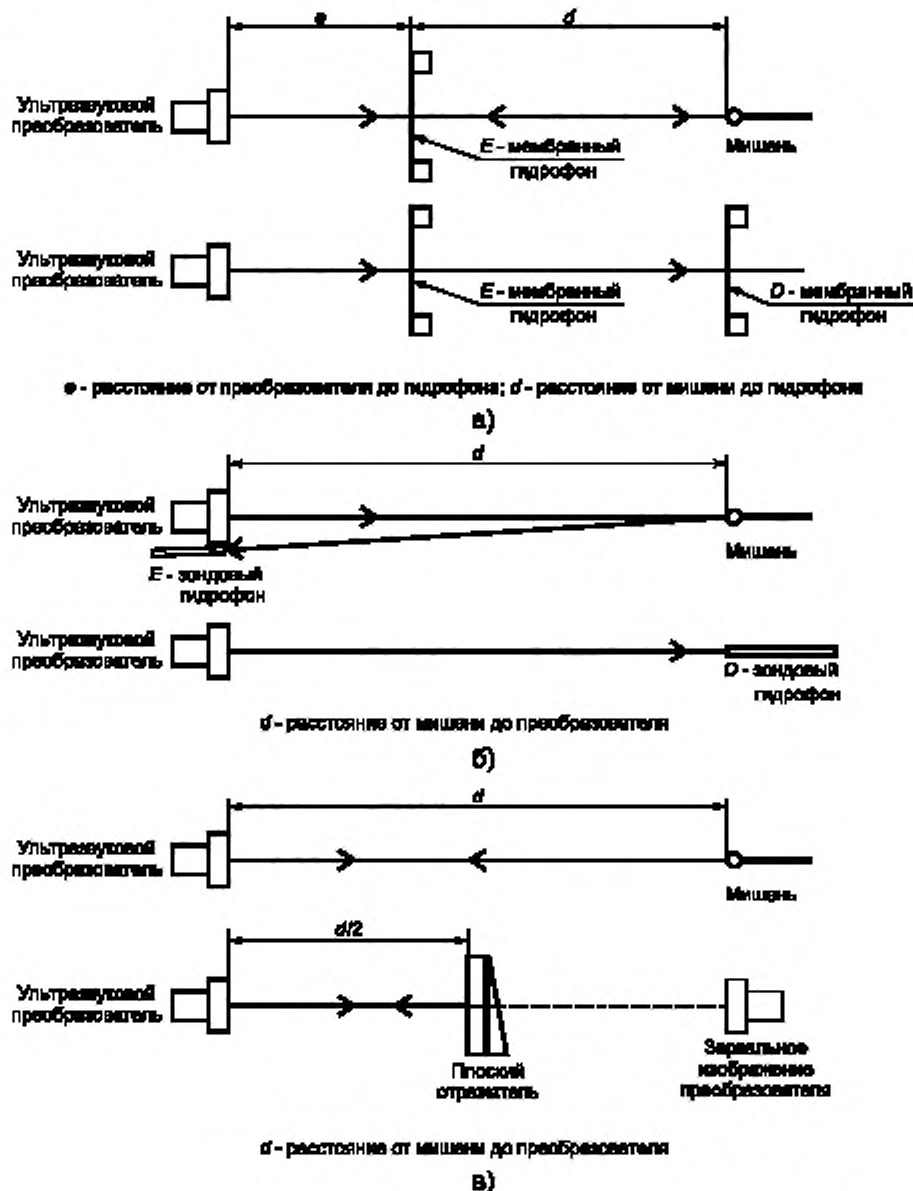 e d
Ультразвуковой
преобразователь
E - мембранный
гидрофон
Мишень
Ультразвуковой
преобразователь
E - мембранный
гидрофон
D - мембранный
гидрофон
e - расстояние от преобразователя до гидрофона; d - расстояние от мишени до гидрофона
а)
d
Ультразвуковой
преобразователь
Мишень
E - зондовый
гидрофон
Ультразвуковой
преобразователь
D - зондовый
гидрофон
d - расстояние от мишени до преобразователя
б)
d
Ультразвуковой
преобразователь
Мишень
d/2
Ультразвуковой
преобразователь
Плоский
отражатель
Зеркальное
изображение
преобразователя
d - расстояние от мишени до преобразователя
в)